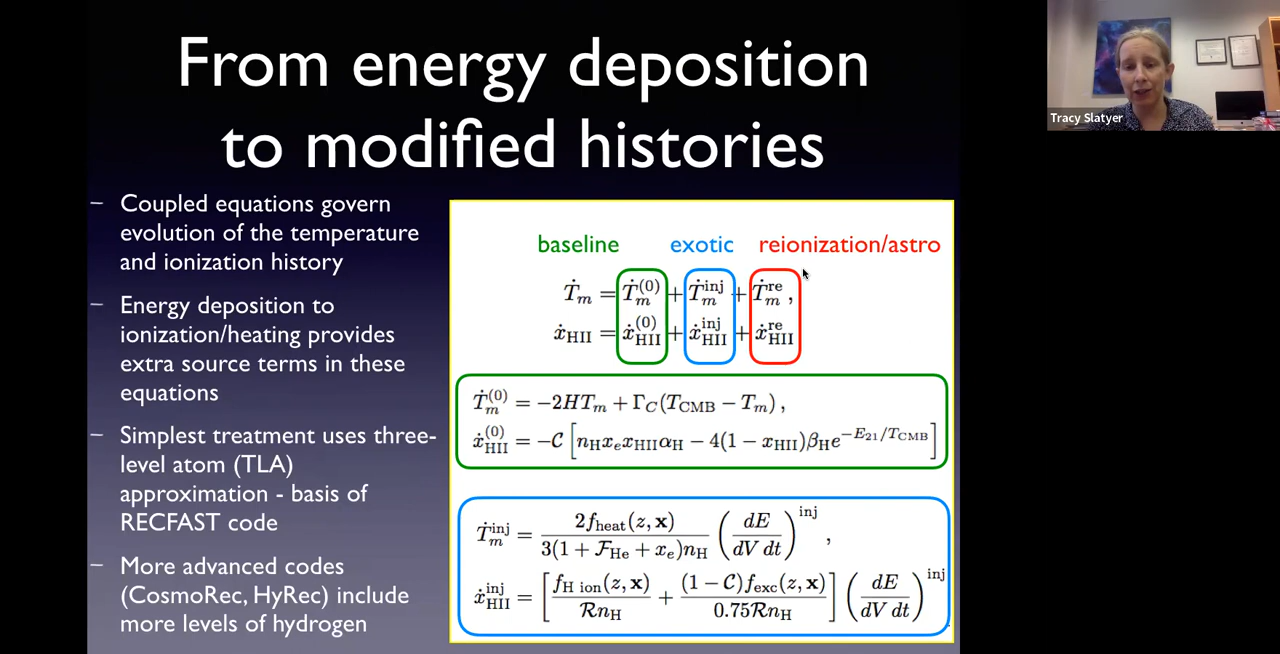 From energy deposition
to modified histories
Tracy Slatyer
– Coupled equations govern
evolution of the temperature
and ionization history
– Energy deposition to
ionization/heating provides
extra source terms in these
equations
– Simplest treatment uses three-
level atom (TLA)
approximation - basis of
RECFAST code
– More advanced codes
(CosmoRec, HyRec) include
more levels of hydrogen
baseline exotic reionization/astro
Ṫ_m = Ṫ_m^(0) + Ṫ_m^inj + Ṫ_m^re ,
ẋ_HII = ẋ_HII^(0) + ẋ_HII^inj + ẋ_HII^re
Ṫ_m^(0) = −2HT_m + Γ_C(T_CMB − T_m) ,
ẋ_HII^(0) = −𝒞 [n_H x_e x_HII α_H − 4(1 − x_HII)β_H e^{−E_21/T_CMB}]
Ṫ_m^inj = 2f_heat(z, x) / 3(1 + ℱ_He + x_e)n_H (dE / dV dt)^inj ,
ẋ_HII^inj = [f_H ion(z, x) / ℛn_H + (1 − 𝒞)f_exc(z, x) / 0.75ℛn_H] (dE / dV dt)^inj